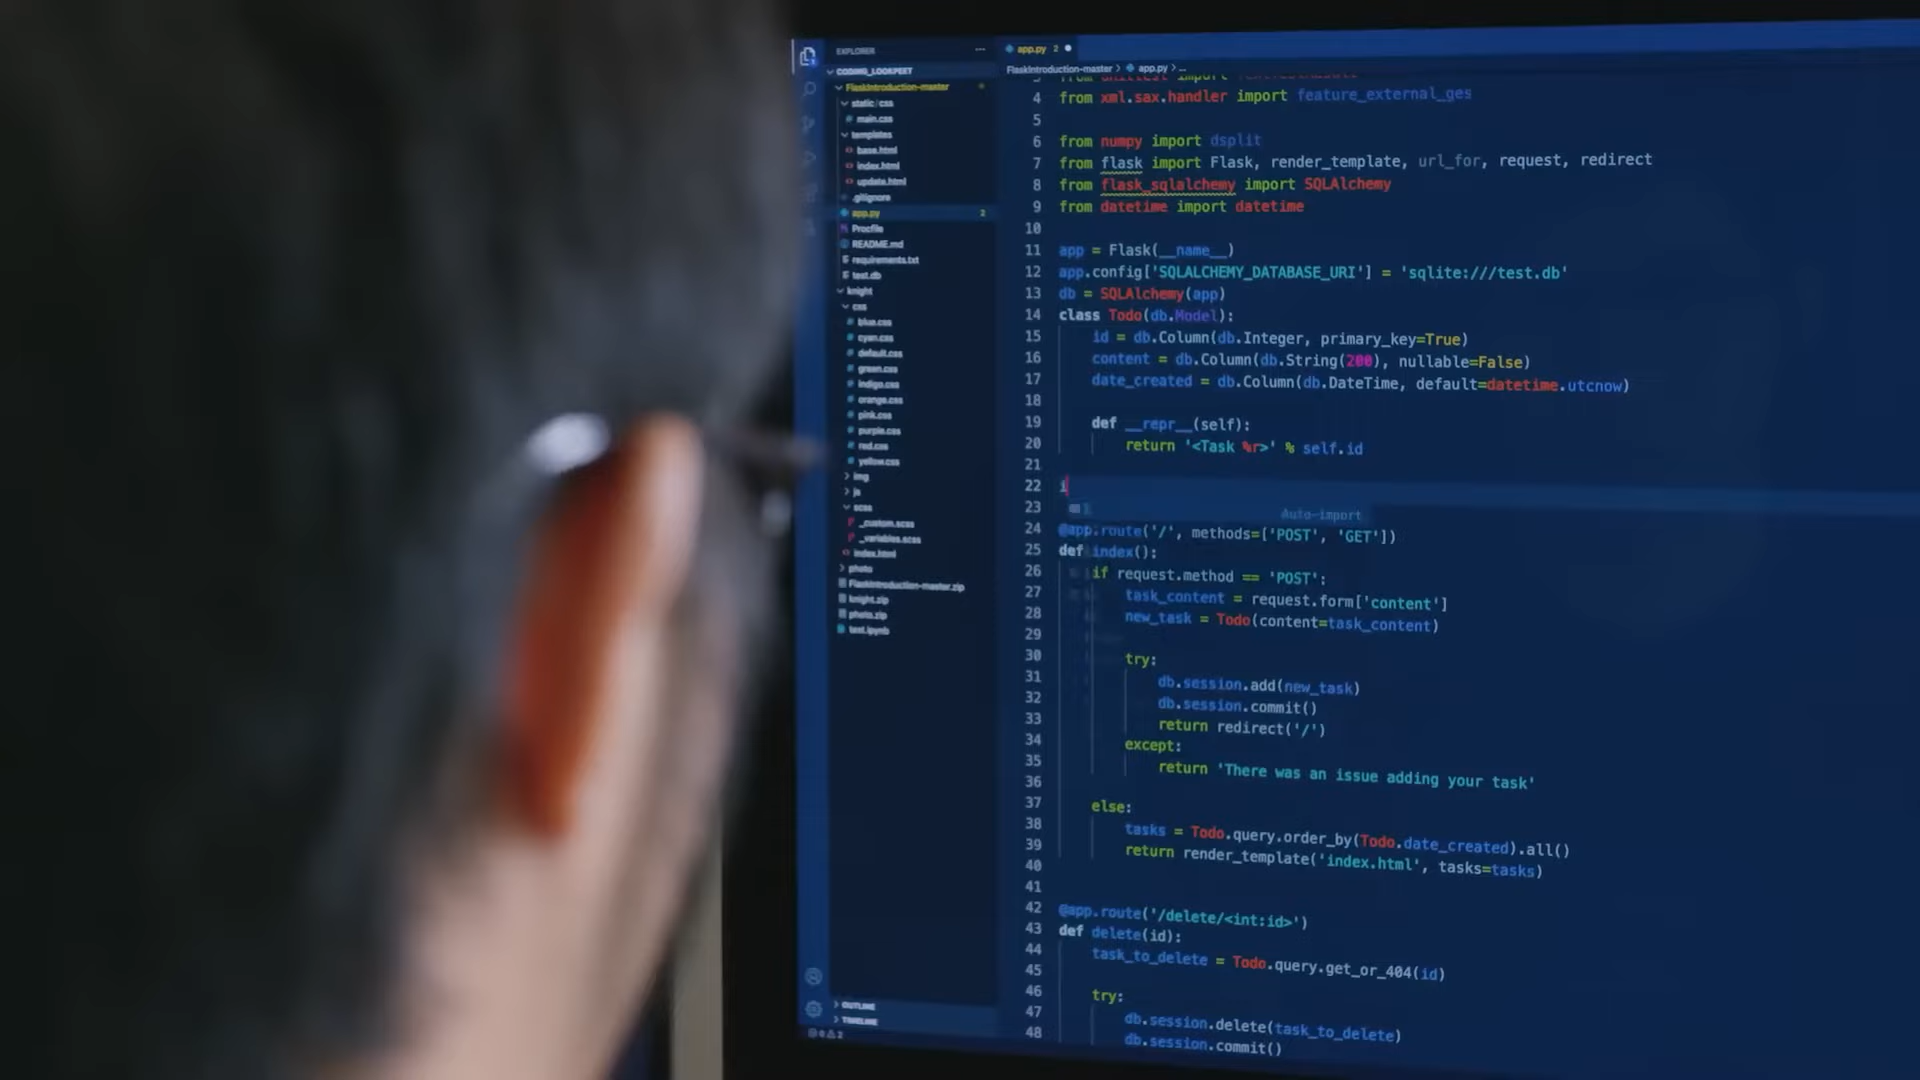 EXPLORER
CODING_LOOKPEET
FlaskIntroduction-master
static / css
main.css
templates
base.html
index.html
update.html
.gitignore
app.py 2
Procfile
README.md
requirements.txt
test.db
knight
css
blue.css
cyan.css
default.css
green.css
indigo.css
orange.css
pink.css
purple.css
red.css
yellow.css
img
js
scss
_custom.scss
_variables.scss
index.html
photo
FlaskIntroduction-master.zip
knight.zip
photo.zip
test.ipynb
OUTLINE
TIMELINE
app.py 2
FlaskIntroduction-master > app.py > ...
4 from xml.sax.handler import feature_external_ges
5
6 from numpy import dsplit
7 from flask import Flask, render_template, url_for, request, redirect
8 from flask_sqlalchemy import SQLAlchemy
9 from datetime import datetime
10
11 app = Flask(__name__)
12 app.config['SQLALCHEMY_DATABASE_URI'] = 'sqlite:///test.db'
13 db = SQLAlchemy(app)
14 class Todo(db.Model):
15 id = db.Column(db.Integer, primary_key=True)
16 content = db.Column(db.String(200), nullable=False)
17 date_created = db.Column(db.DateTime, default=datetime.utcnow)
18
19 def __repr__(self):
20 return '<Task %r>' % self.id
21
22 i
23 Auto-import
24 @app.route('/', methods=['POST', 'GET'])
25 def index():
26 if request.method == 'POST':
27 task_content = request.form['content']
28 new_task = Todo(content=task_content)
29
30 try:
31 db.session.add(new_task)
32 db.session.commit()
33 return redirect('/')
34 except:
35 return 'There was an issue adding your task'
36
37 else:
38 tasks = Todo.query.order_by(Todo.date_created).all()
39 return render_template('index.html', tasks=tasks)
40
41
42 @app.route('/delete/<int:id>')
43 def delete(id):
44 task_to_delete = Todo.query.get_or_404(id)
45
46 try:
47 db.session.delete(task_to_delete)
48 db.session.commit()